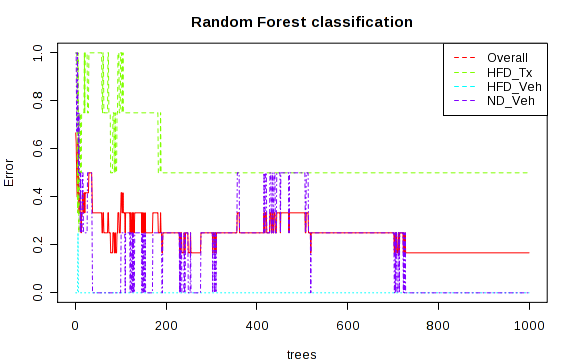 Random Forest classification
Overall
HFD_Tx
HFD_Veh
ND_Veh
Error
1.0
0.8
0.6
0.4
0.2
0.0
0 200 400 600 800 1000
trees